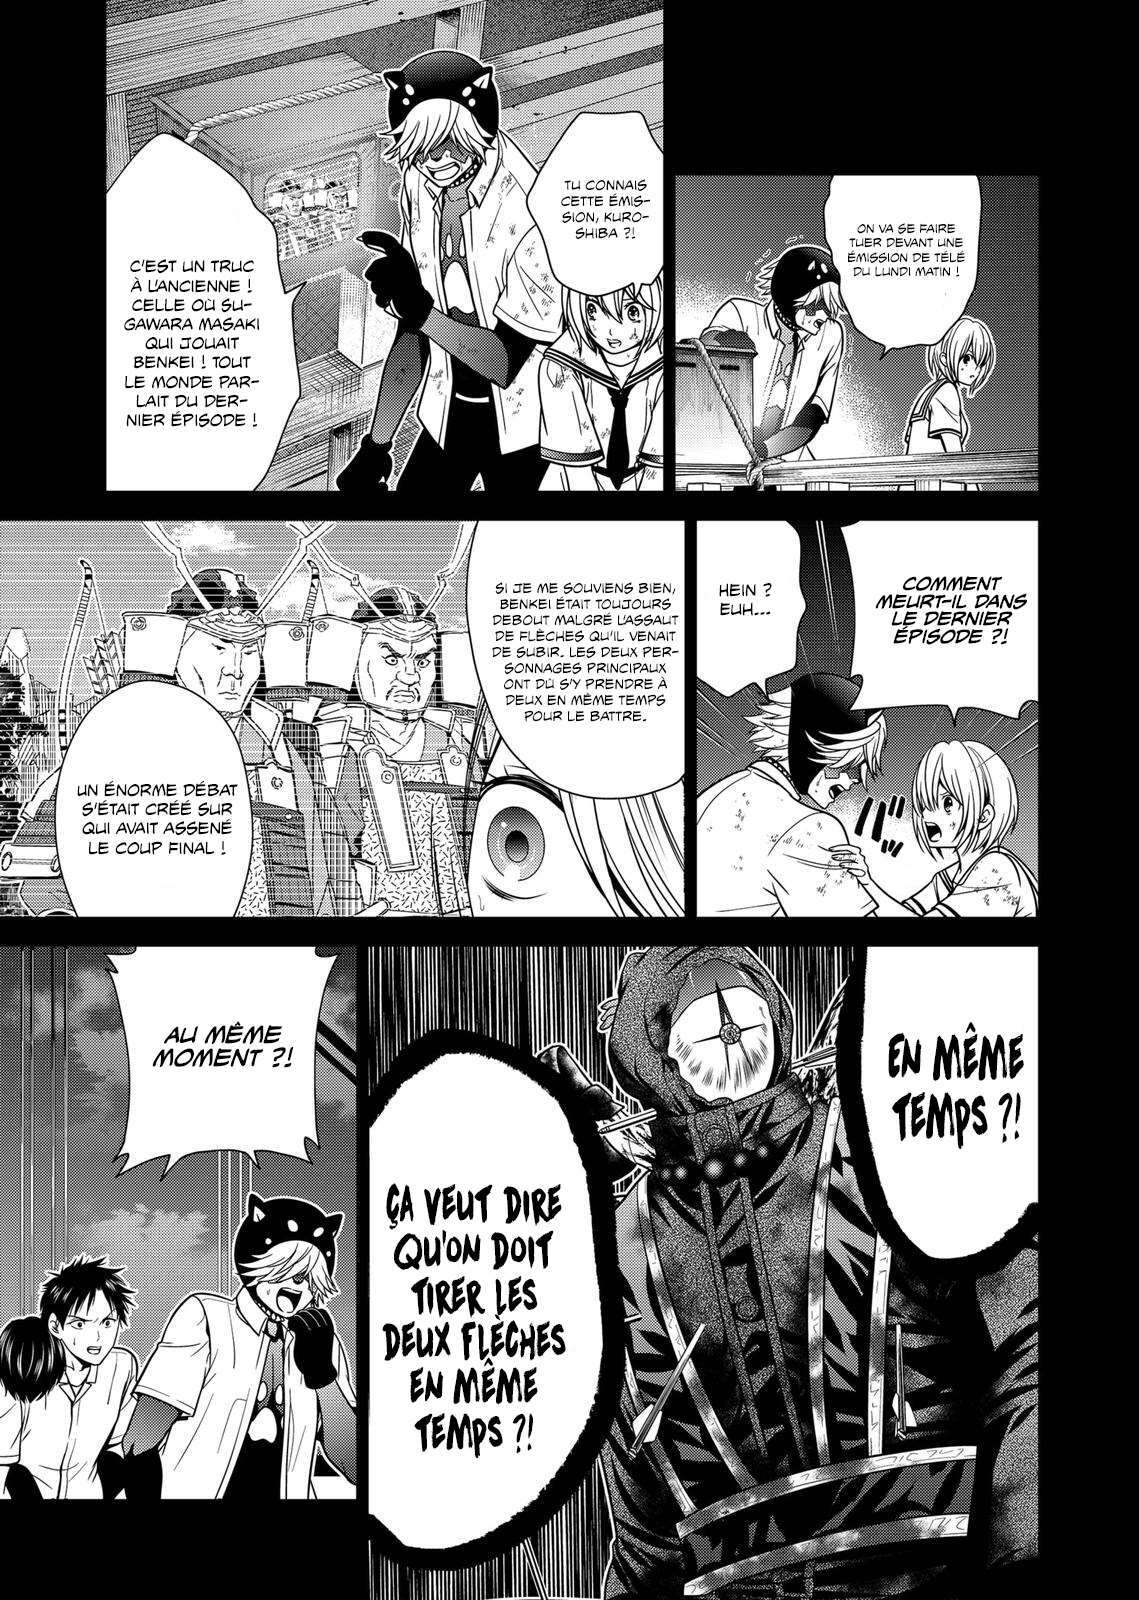 ON VA SE FAIRE
TUER DEVANT UNE
ÉMISSION DE TÉLÉ
DU LUNDI MATIN !
TU CONNAIS
CETTE ÉMIS-
SION, KURO-
SHIBA ?!
C'EST UN TRUC
À L'ANCIENNE !
CELLE OÙ SU-
GAWARA MASAKI
QUI JOUAIT
BENKEI ! TOUT
LE MONDE PAR-
LAIT DU DER-
NIER ÉPISODE !
COMMENT
MEURT-IL DANS
LE DERNIER
ÉPISODE ?!
HEIN ?
EUH...
SI JE ME SOUVIENS BIEN,
BENKEI ÉTAIT TOUJOURS
DEBOUT MALGRÉ L'ASSAUT
DE FLÈCHES QU'IL VENAIT
DE SUBIR. LES DEUX PER-
SONNAGES PRINCIPAUX
ONT DÛ S'Y PRENDRE À
DEUX EN MÊME TEMPS
POUR LE BATTRE.
UN ÉNORME DÉBAT
S'ÉTAIT CRÉÉ SUR
QUI AVAIT ASSENÉ
LE COUP FINAL !
EN MÊME
TEMPS ?!
ÇA VEUT DIRE
QU'ON DOIT
TIRER LES
DEUX FLÈCHES
EN MÊME
TEMPS ?!
AU MÊME
MOMENT ?!